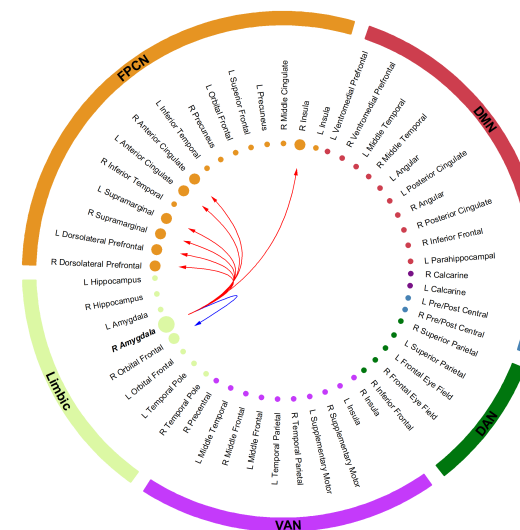 FPCN
DMN
R Middle Cingulate
R Insula
L Insula
L Ventromedial Prefrontal
R Ventromedial Prefrontal
L Middle Temporal
R Middle Temporal
L Angular
L Posterior Cingulate
R Angular
R Posterior Cingulate
R Inferior Frontal
L Parahippocampal
R Calcarine
L Calcarine
L Pre/Post Central
R Pre/Post Central
R Superior Parietal
L Superior Parietal
L Frontal Eye Field
R Frontal Eye Field
R Inferior Frontal
R Insula
DAN
L Insula
R Supplementary Motor
L Supplementary Motor
R Temporal Parietal
L Temporal Parietal
L Middle Frontal
R Middle Frontal
L Middle Temporal
R Precentral
VAN
R Temporal Pole
L Temporal Pole
L Orbital Frontal
R Orbital Frontal
R Amygdala
L Amygdala
R Hippocampus
L Hippocampus
Limbic
R Dorsolateral Prefrontal
L Dorsolateral Prefrontal
R Supramarginal
L Supramarginal
R Inferior Temporal
L Anterior Cingulate
R Anterior Cingulate
L Inferior Temporal
R Precuneus
L Orbital Frontal
L Superior Frontal
L Precuneus